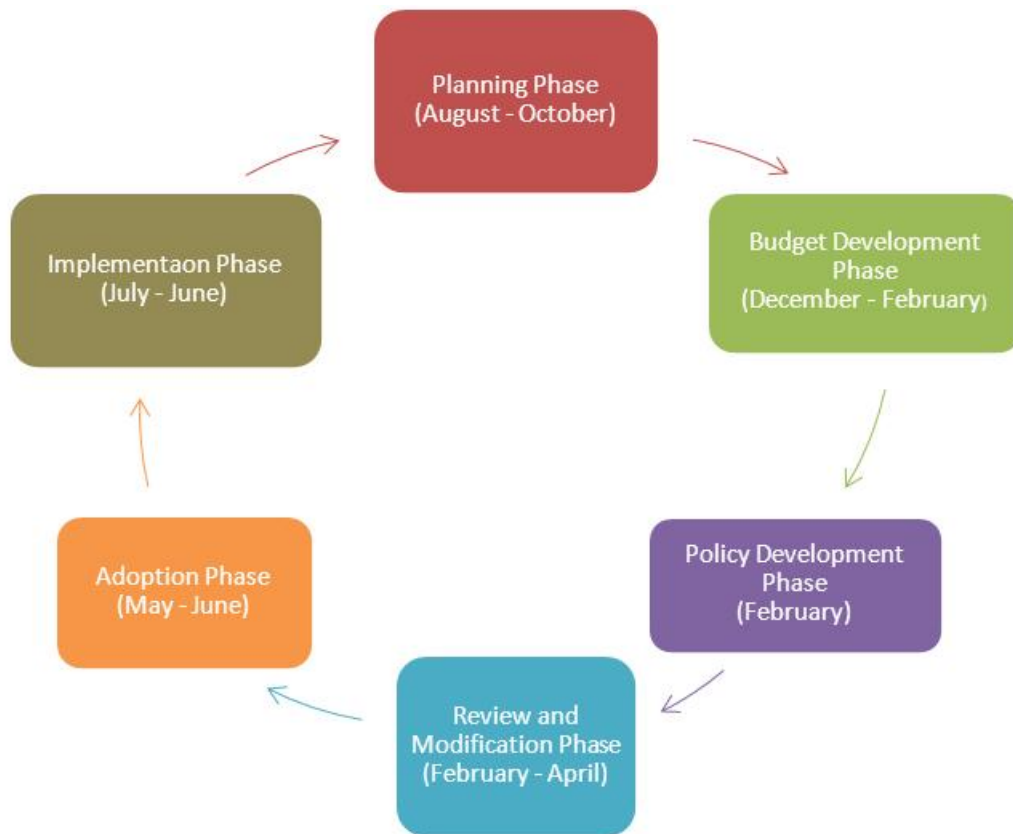 Planning Phase
(August - October)
Budget Development
Phase
(December - February)
Policy Development
Phase
(February)
Review and
Modification Phase
(February - April)
Adoption Phase
(May - June)
Implementaon Phase
(July - June)